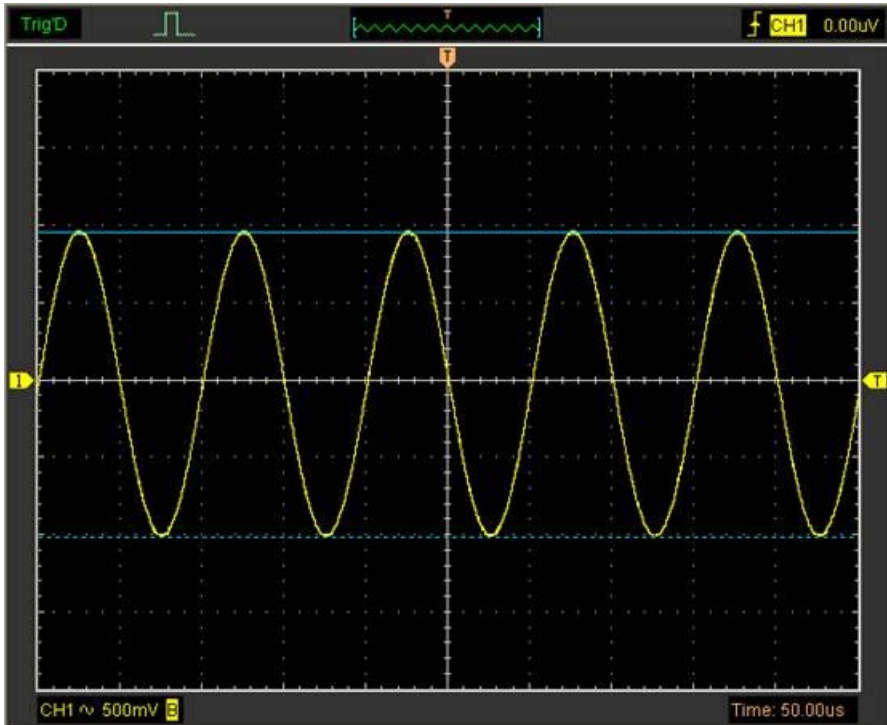 Trig'D
T
CH1 0.00uV
T
1
T
CH1 ~ 500mV B
Time: 50.00us